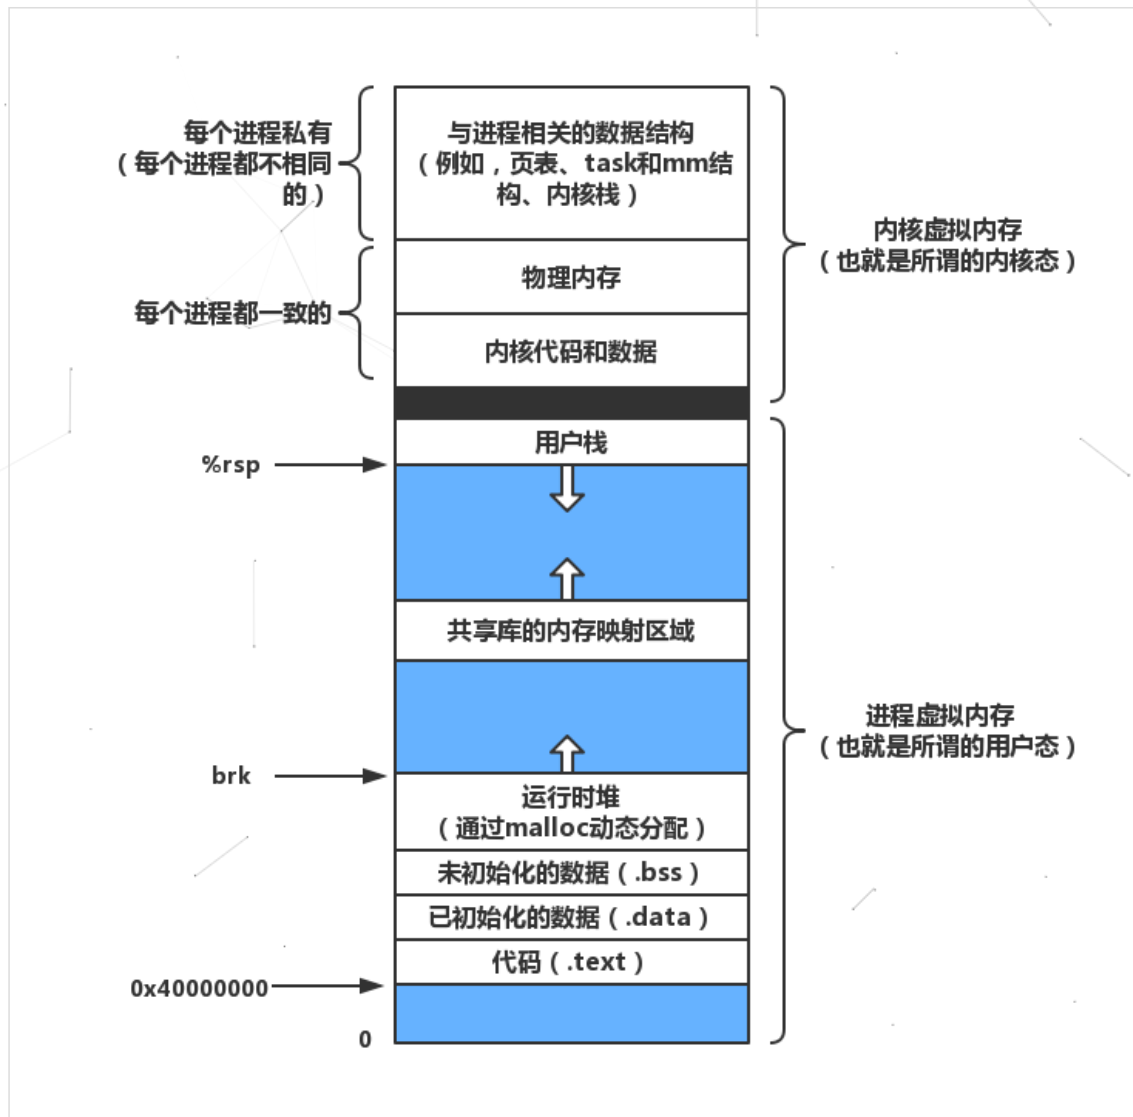 每个进程私有
（每个进程都不相同
的）
与进程相关的数据结构
（例如，页表、task和mm结
构、内核栈）
内核虚拟内存
（也就是所谓的内核态）
物理内存
每个进程都一致的
内核代码和数据
用户栈
%rsp
共享库的内存映射区域
进程虚拟内存
（也就是所谓的用户态）
brk
运行时堆
（通过malloc动态分配）
未初始化的数据（.bss）
已初始化的数据（.data）
代码（.text）
0x40000000
0